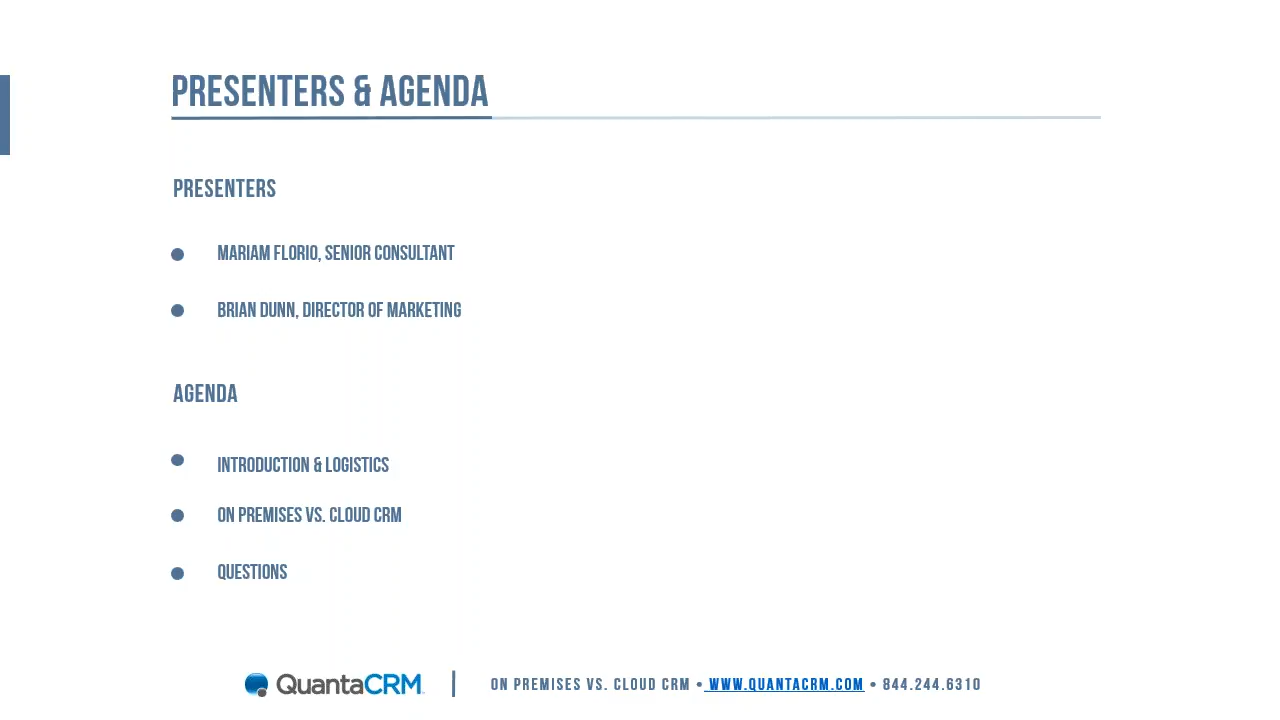 PRESENTERS & AGENDA
PRESENTERS
MARIAM FLORIO, SENIOR CONSULTANT
BRIAN DUNN, DIRECTOR OF MARKETING
AGENDA
INTRODUCTION & LOGISTICS
ON PREMISES VS. CLOUD CRM
QUESTIONS
QuantaCRM
ON PREMISES VS. CLOUD CRM • WWW.QUANTACRM.COM • 844.244.6310